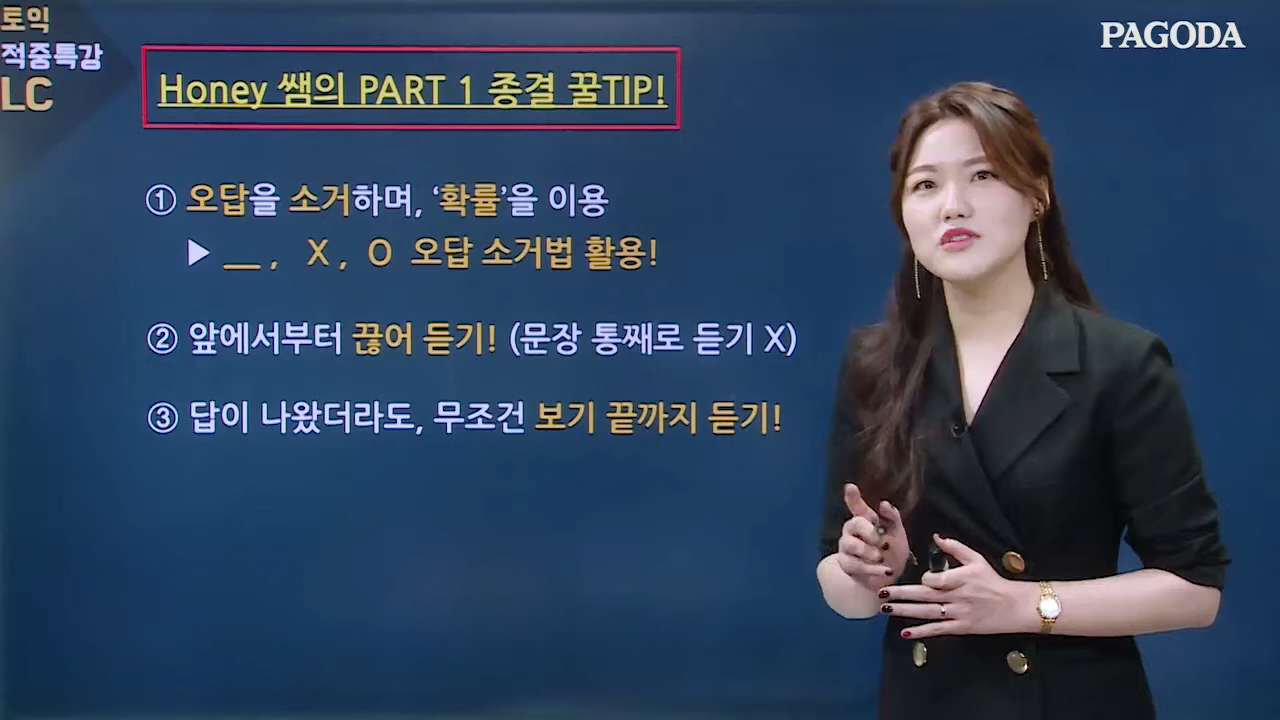 토익
적중특강
LC
PAGODA
Honey 쌤의 PART 1 종결 꿀TIP!
① 오답을 소거하며, ‘확률’을 이용
▶ __ , X , O 오답 소거법 활용!
② 앞에서부터 끊어 듣기! (문장 통째로 듣기 X)
③ 답이 나왔더라도, 무조건 보기 끝까지 듣기!